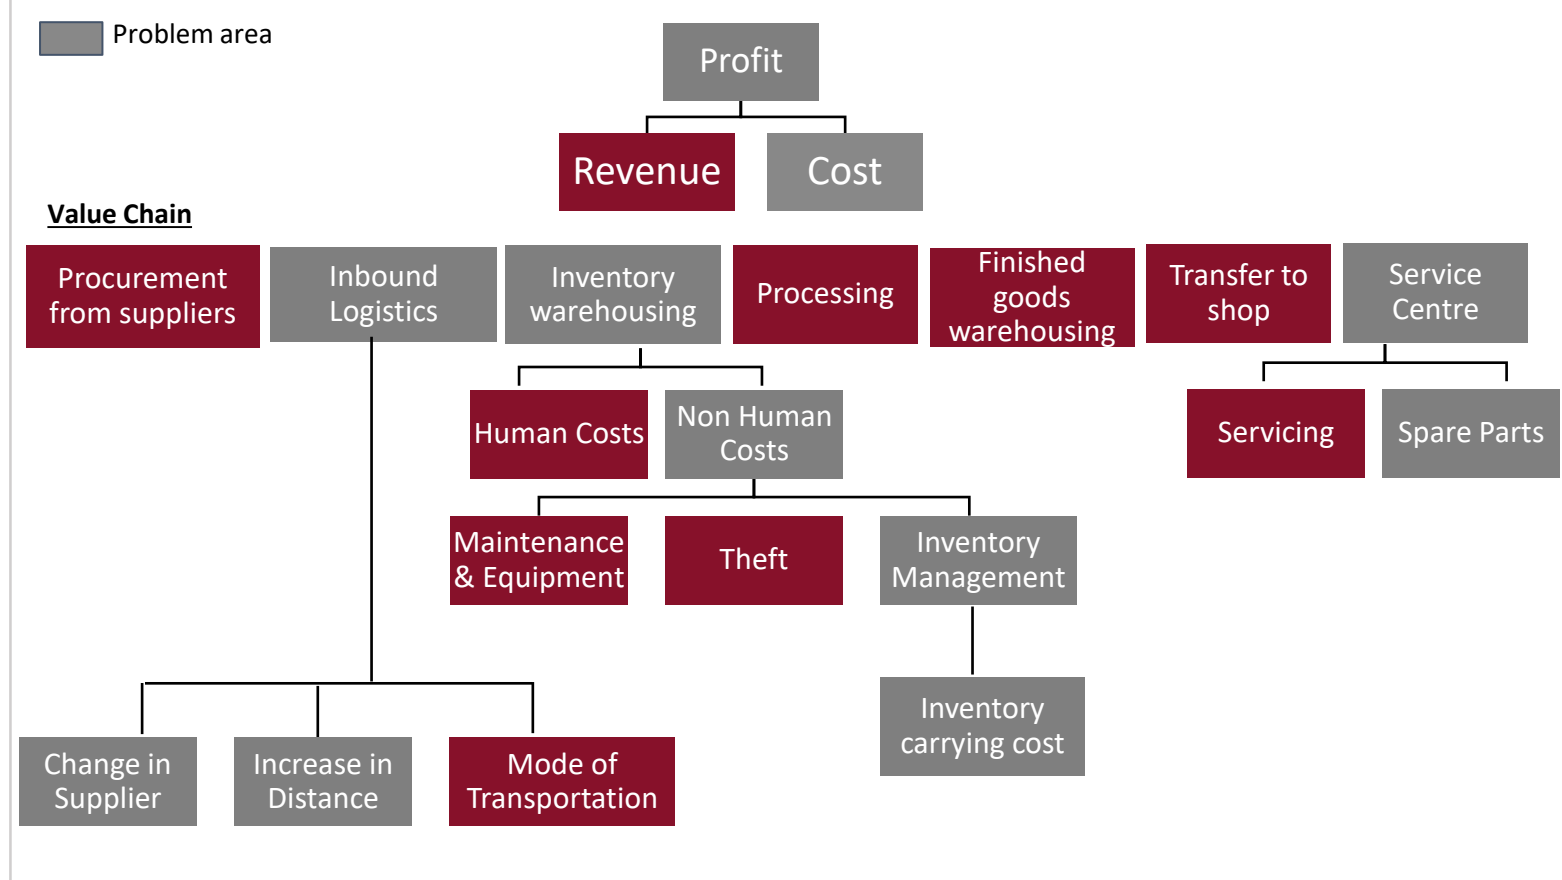 Problem area
Profit
Revenue
Cost
Value Chain
Procurement
from suppliers
Inbound
Logistics
Inventory
warehousing
Processing
Finished
goods
warehousing
Transfer to
shop
Service
Centre
Human Costs
Non Human
Costs
Servicing
Spare Parts
Maintenance
& Equipment
Theft
Inventory
Management
Inventory
carrying cost
Change in
Supplier
Increase in
Distance
Mode of
Transportation